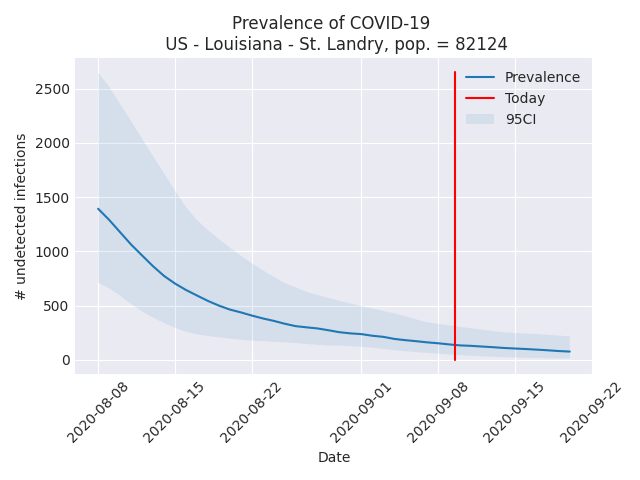 Prevalence of COVID-19
US - Louisiana - St. Landry, pop. = 82124
Prevalence
Today
95CI
2500
2000
1500
1000
500
0
# undetected infections
2020-08-08
2020-08-15
2020-08-22
2020-09-01
2020-09-08
2020-09-15
2020-09-22
Date